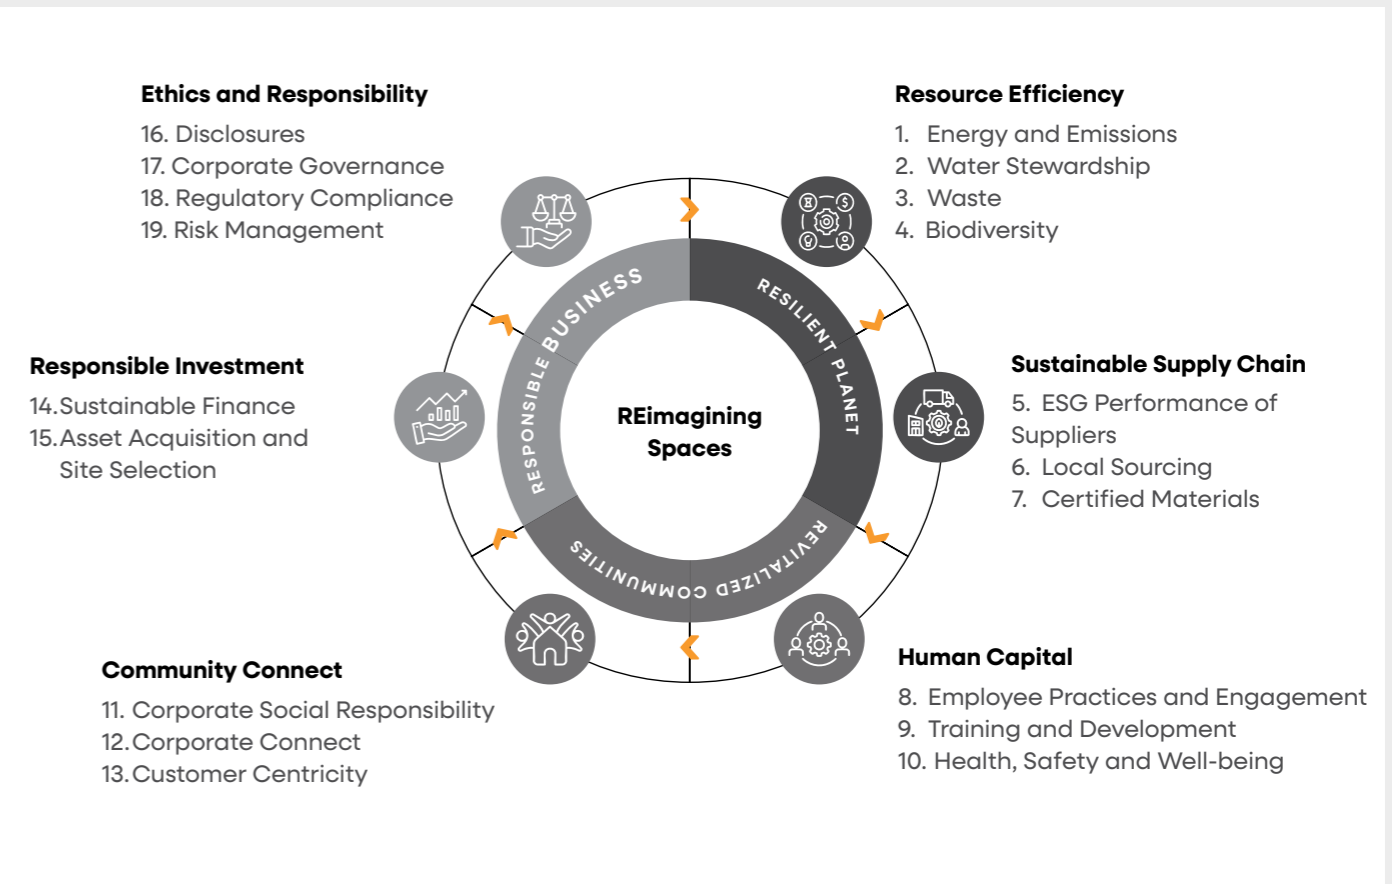 Ethics and Responsibility
16. Disclosures
17. Corporate Governance
18. Regulatory Compliance
19. Risk Management
Resource Efficiency
1. Energy and Emissions
2. Water Stewardship
3. Waste
4. Biodiversity
Responsible Investment
14.Sustainable Finance
15.Asset Acquisition and
Site Selection
RESPONSIBLE BUSINESS
RESILIENT PLANET
REVITALIZED COMMUNITIES
REimagining
Spaces
Sustainable Supply Chain
5. ESG Performance of
Suppliers
6. Local Sourcing
7. Certified Materials
Community Connect
11. Corporate Social Responsibility
12.Corporate Connect
13.Customer Centricity
Human Capital
8. Employee Practices and Engagement
9. Training and Development
10. Health, Safety and Well-being